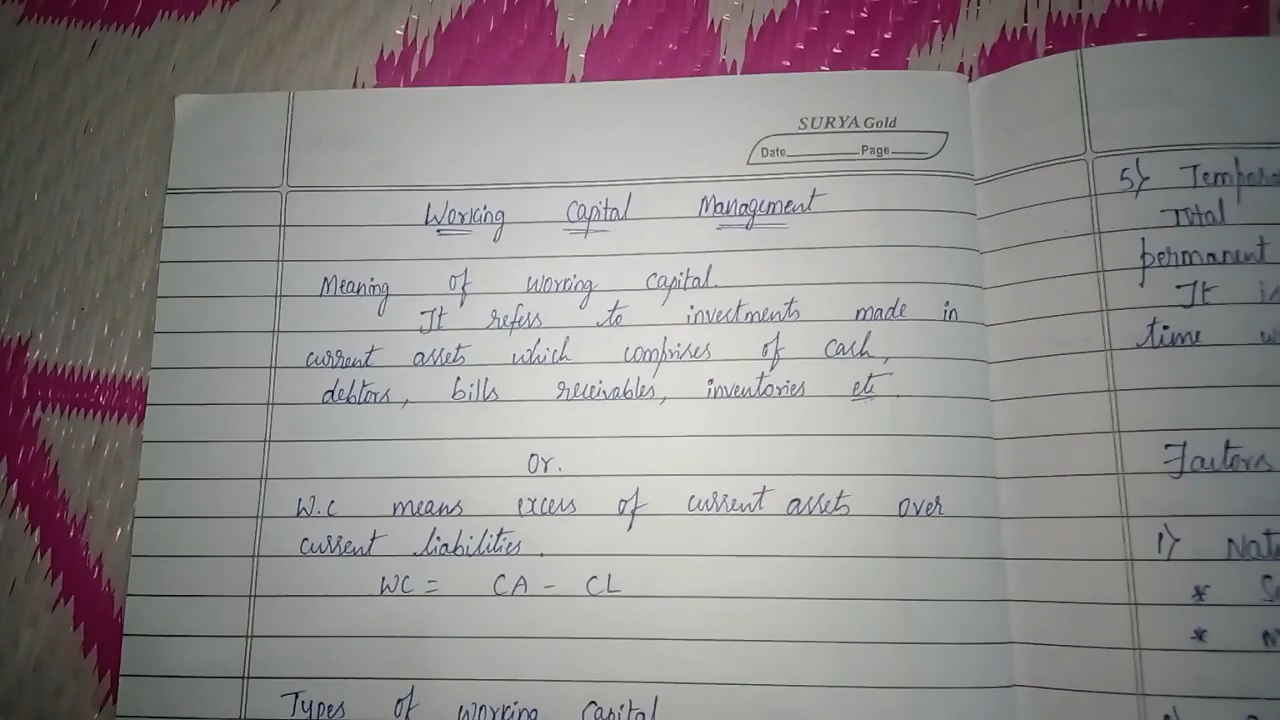 SURYA Gold
Date Page
Working Capital Management
Meaning of working capital.
It refers to investments made in
current assets which comprises of cash,
debtors, bills receivables, inventories etc.
Or.
W.C means excess of current assets over
current liabilities.
WC = CA - CL
Types of working capital
5)
Total
permanent
It
time
Factors
1)
*
*